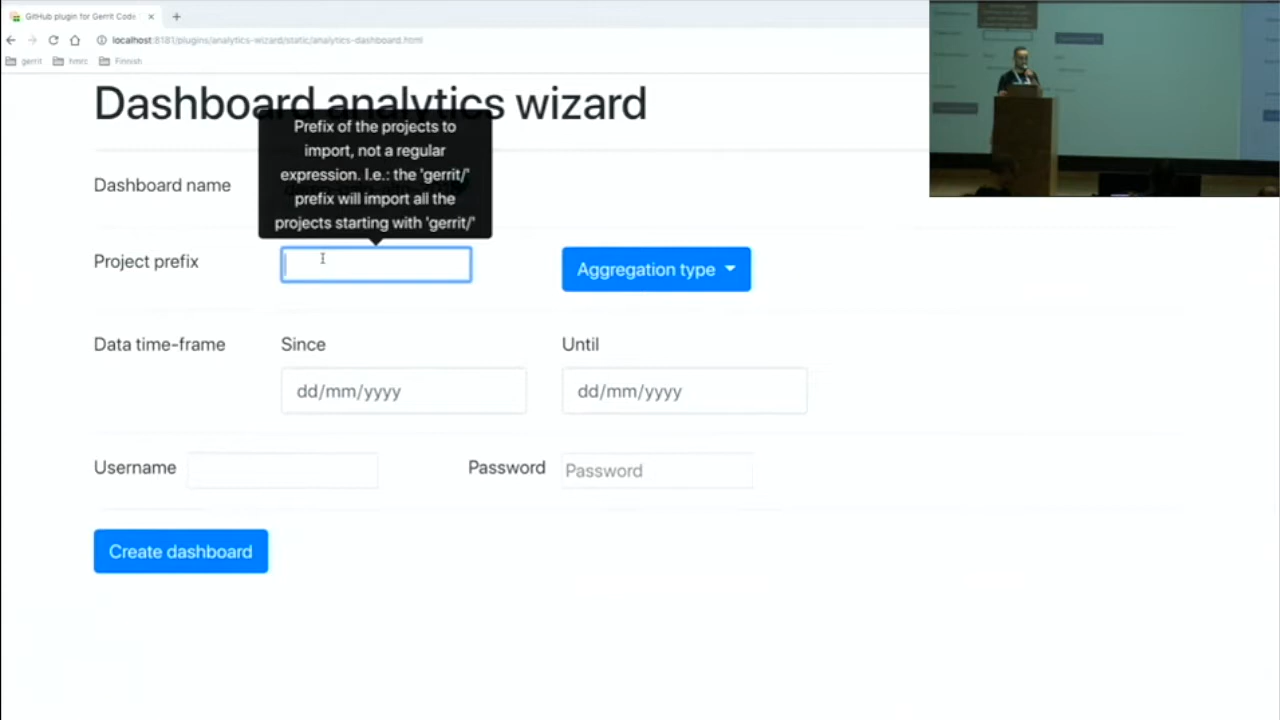 GitHub plugin for Gerrit Code
localhost:8181/plugins/analytics-wizard/static/analytics-dashboard.html
gerrit hmrc Finnish
Dashboard analytics wizard
Prefix of the projects to
import, not a regular
expression. I.e.: the 'gerrit/'
prefix will import all the
projects starting with 'gerrit/'
Dashboard name
Project prefix
Aggregation type
Data time-frame
Since
Until
dd/mm/yyyy
dd/mm/yyyy
Username
Password
Password
Create dashboard